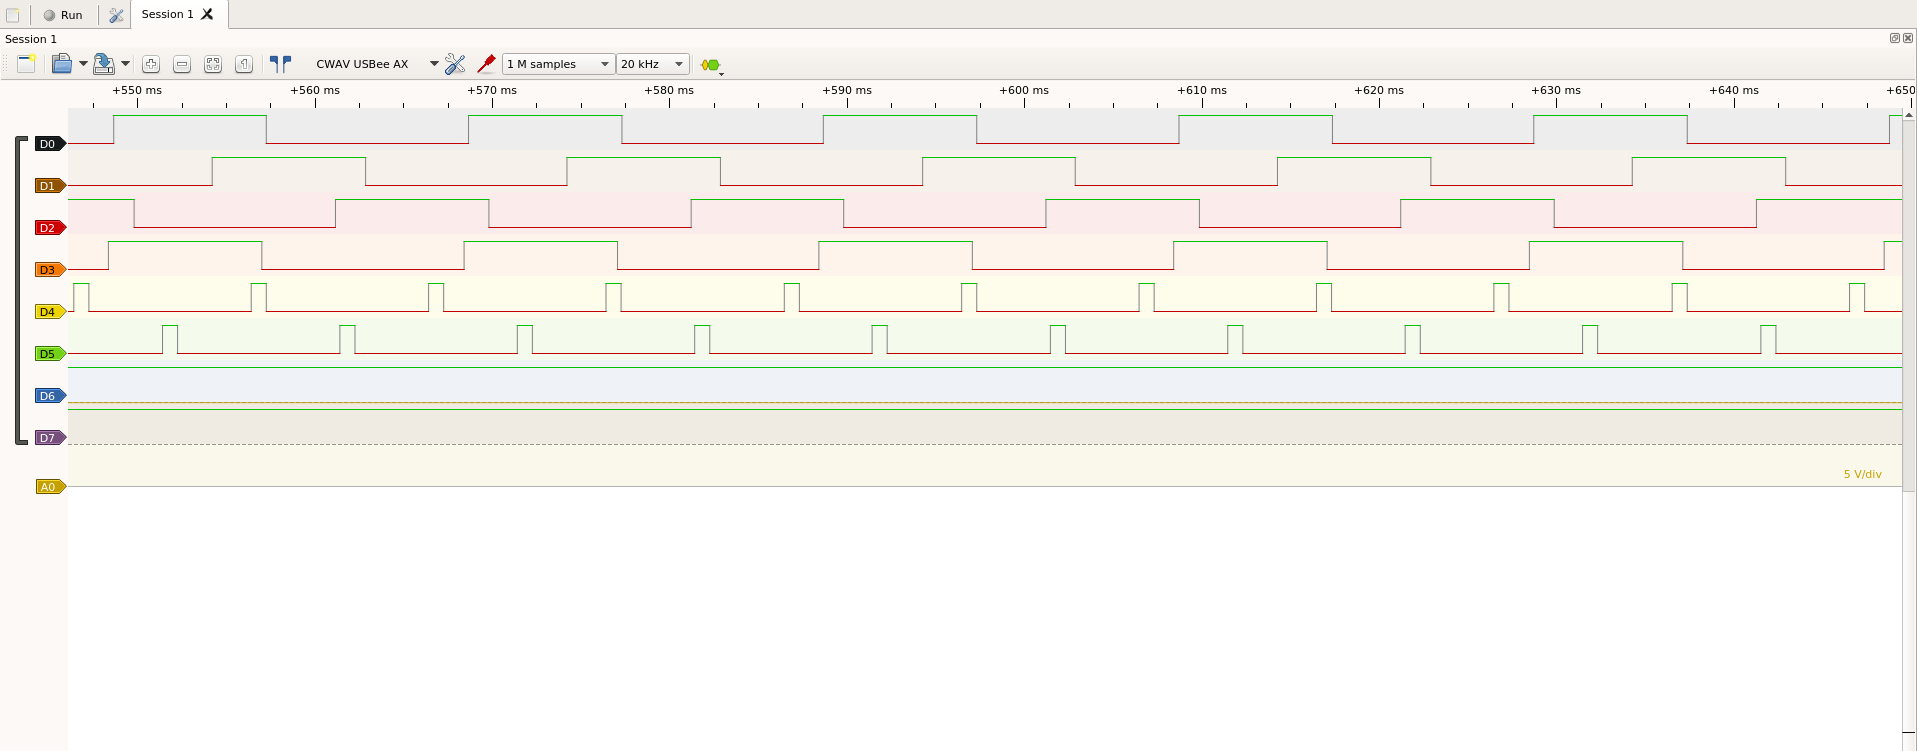 Run
Session 1
Session 1
CWAV USBee AX 1 M samples 20 kHz
+550 ms +560 ms +570 ms +580 ms +590 ms +600 ms +610 ms +620 ms +630 ms +640 ms +650
D0
D1
D2
D3
D4
D5
D6
D7
5 V/div
A0